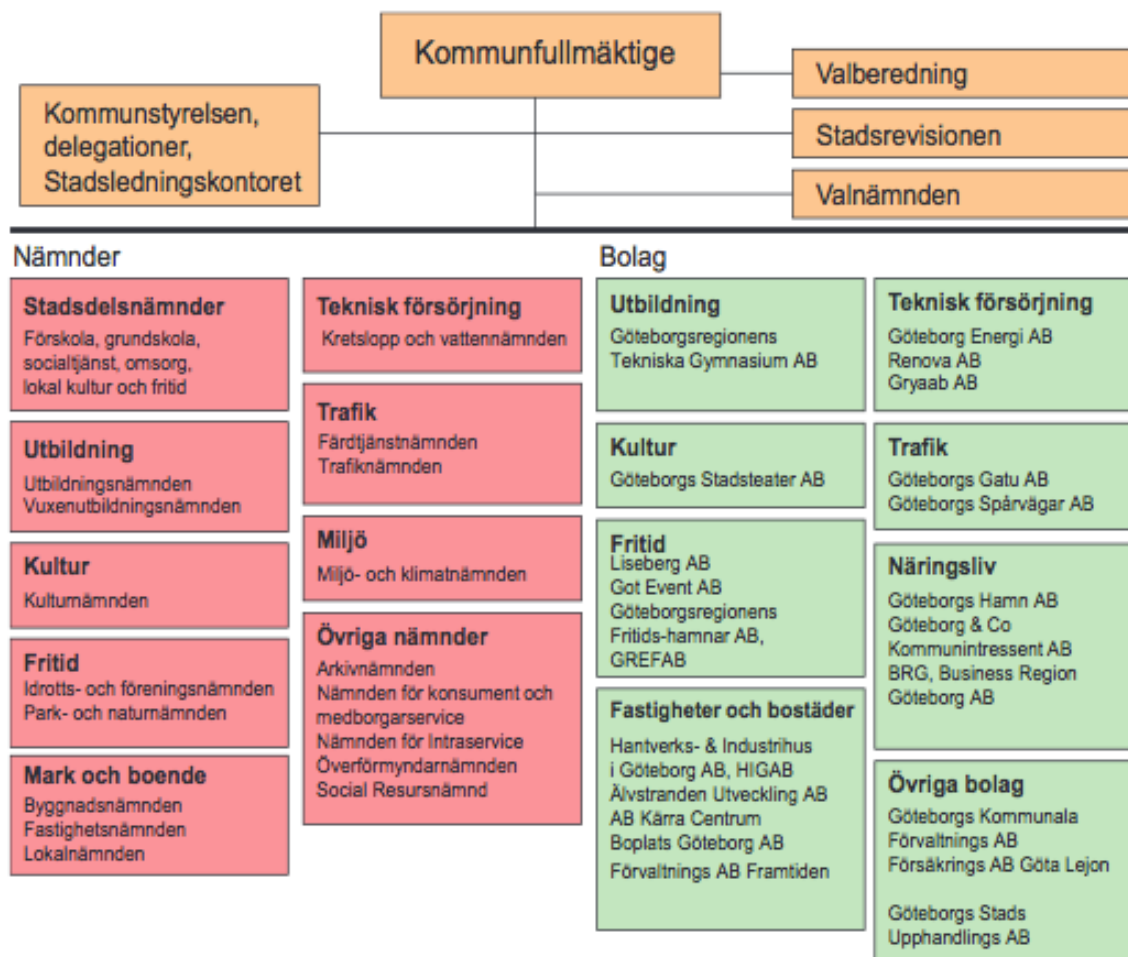 Kommunfullmäktige
Valberedning
Kommunstyrelsen,
delegationer,
Stadsledningskontoret
Stadsrevisionen
Valnämnden
Nämnder
Stadsdelsnämnder
Förskola, grundskola,
socialtjänst, omsorg,
lokal kultur och fritid
Utbildning
Utbildningsnämnden
Vuxenutbildningsnämnden
Kultur
Kulturnämnden
Fritid
Idrotts- och föreningsnämnden
Park- och naturnämnden
Mark och boende
Byggnadsnämnden
Fastighetsnämnden
Lokalnämnden
Teknisk försörjning
Kretslopp och vattennämnden
Trafik
Färdtjänstnämnden
Trafiknämnden
Miljö
Miljö- och klimatnämnden
Övriga nämnder
Arkivnämnden
Nämnden för konsument och
medborgarservice
Nämnden för Intraservice
Överförmyndarnämnden
Social Resursnämnd
Bolag
Utbildning
Göteborgsregionens
Tekniska Gymnasium AB
Kultur
Göteborgs Stadsteater AB
Fritid
Liseberg AB
Got Event AB
Göteborgsregionens
Fritids-hamnar AB,
GREFAB
Fastigheter och bostäder
Hantverks- & Industrihus
i Göteborg AB, HIGAB
Älvstranden Utveckling AB
AB Kärra Centrum
Boplats Göteborg AB
Förvaltnings AB Framtiden
Teknisk försörjning
Göteborg Energi AB
Renova AB
Gryaab AB
Trafik
Göteborgs Gatu AB
Göteborgs Spårvägar AB
Näringsliv
Göteborgs Hamn AB
Göteborg & Co
Kommunintressent AB
BRG, Business Region
Göteborg AB
Övriga bolag
Göteborgs Kommunala
Förvaltnings AB
Försäkrings AB Göta Lejon
Göteborgs Stads
Upphandlings AB